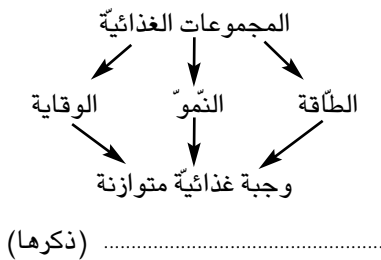 المجموعات الغذائيّة
الطّاقة النّموّ الوقاية
وجبة غذائيّة متوازنة
(ذكرها) ........................................................